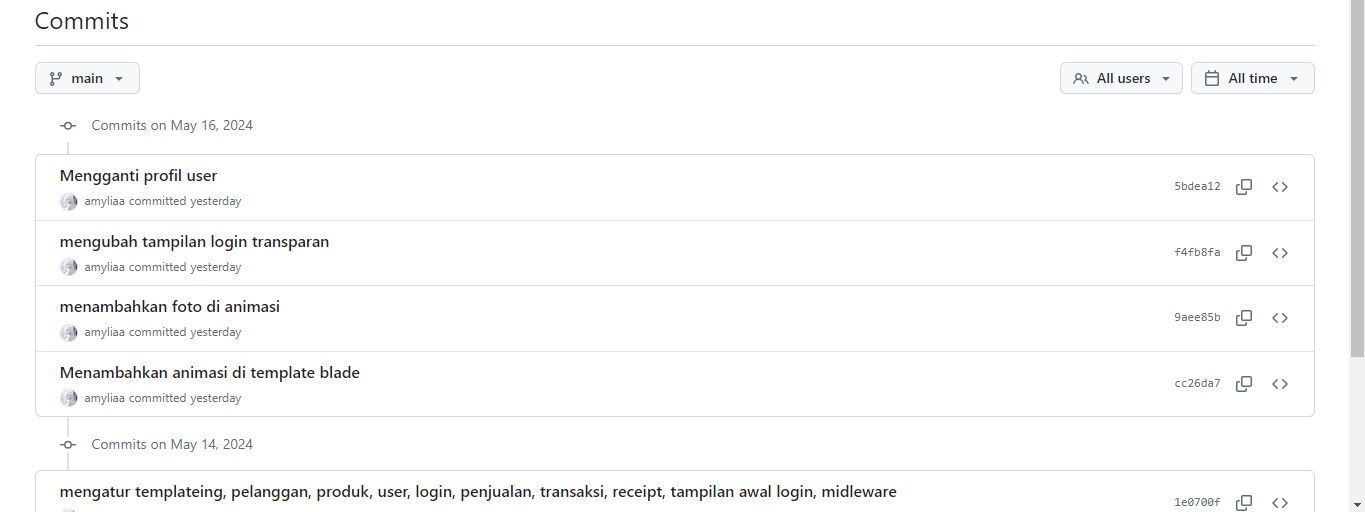 Commits
main
All users
All time
Commits on May 16, 2024
Mengganti profil user
5bdea12
amyliaa committed yesterday
mengubah tampilan login transparan
f4fb8fa
amyliaa committed yesterday
menambahkan foto di animasi
9aee85b
amyliaa committed yesterday
Menambahkan animasi di template blade
cc26da7
amyliaa committed yesterday
Commits on May 14, 2024
mengatur templateing, pelanggan, produk, user, login, penjualan, transaksi, receipt, tampilan awal login, midleware
1e0700f